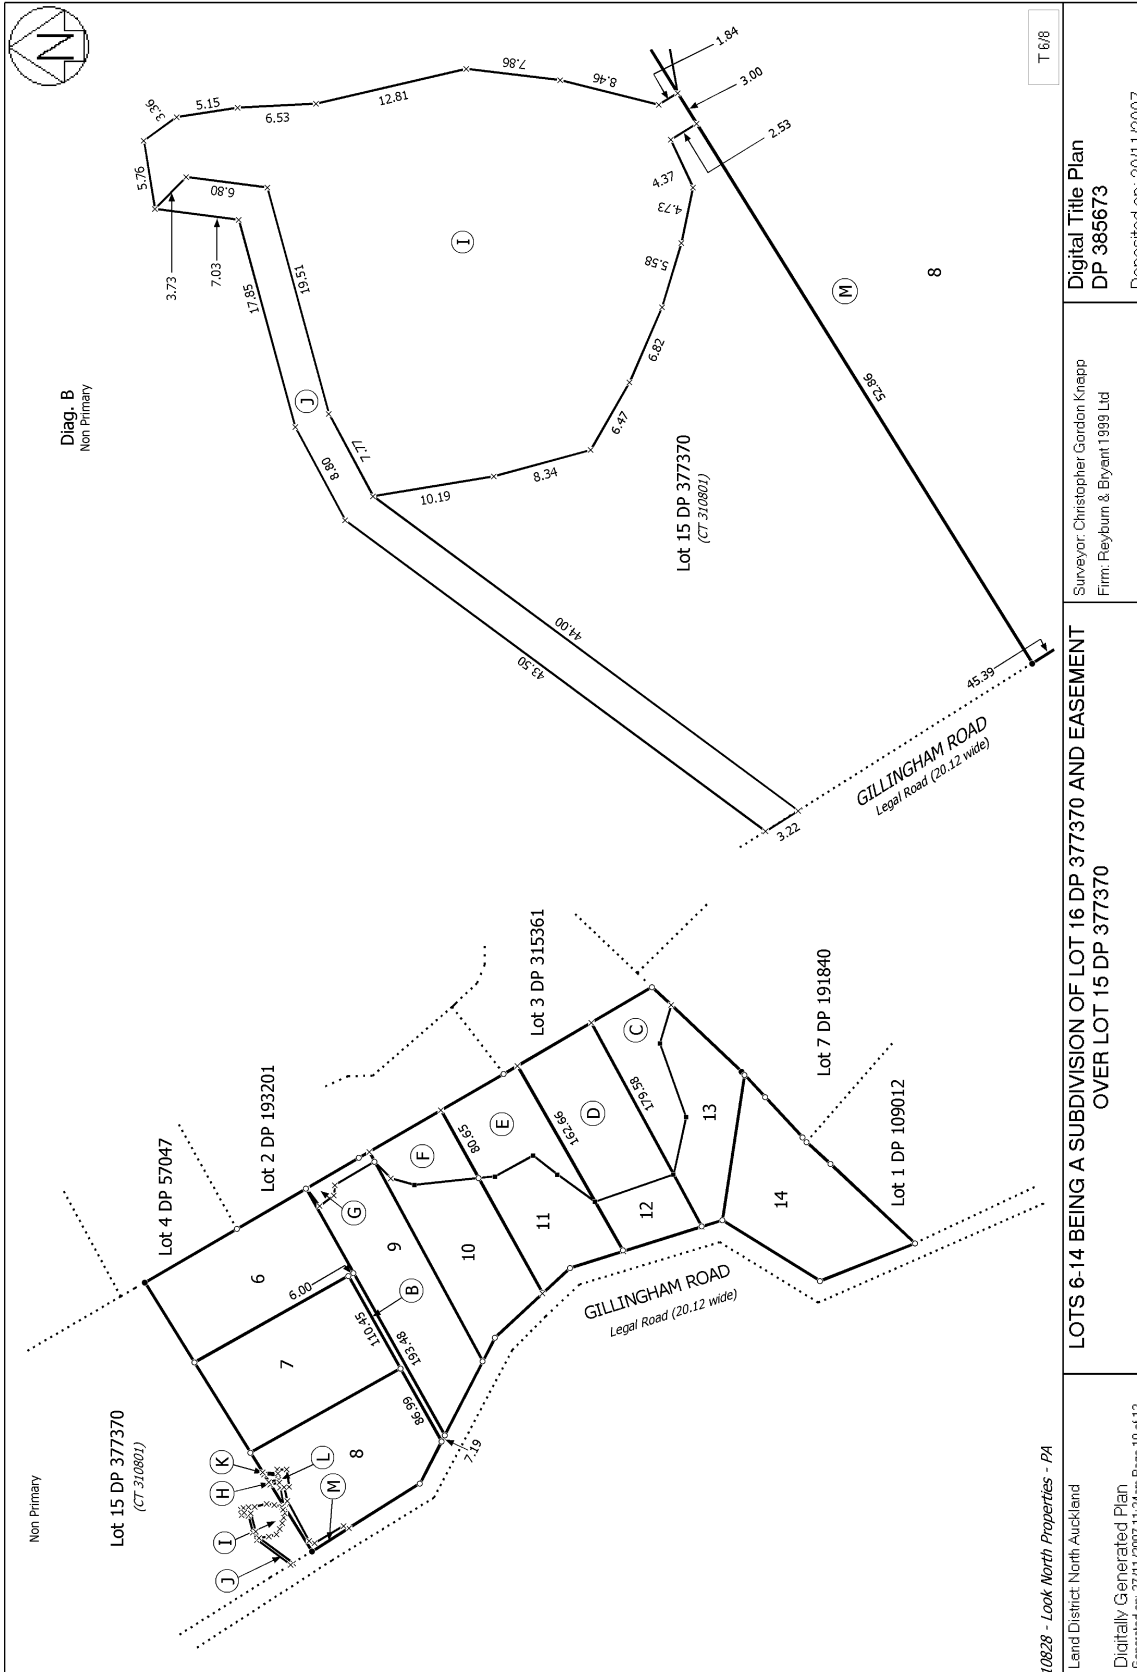 N
T 6/8
Diag. B
Non Primary
3.36
5.15
6.53
12.81
7.86
8.46
1.84
3.00
2.53
5.76
6.80
3.73
7.03
17.85
19.51
I
4.37
4.73
5.58
6.82
6.47
8.34
10.19
J
8.80
7.77
M
8
52.86
Lot 15 DP 377370
(CT 310801)
44.00
43.50
45.39
3.22
GILLINGHAM ROAD
Legal Road (20.12 wide)
Non Primary
Lot 15 DP 377370
(CT 310801)
Lot 4 DP 57047
Lot 2 DP 193201
Lot 3 DP 315361
Lot 7 DP 191840
Lot 1 DP 109012
6
7
8
9
10
11
12
13
14
B
C
D
E
F
G
H
I
J
K
L
M
6.00
110.45
193.48
86.99
7.19
80.65
162.66
179.58
GILLINGHAM ROAD
Legal Road (20.12 wide)
10828 - Look North Properties - PA
Land District: North Auckland
Digitally Generated Plan
LOTS 6-14 BEING A SUBDIVISION OF LOT 16 DP 377370 AND EASEMENT
OVER LOT 15 DP 377370
Surveyor: Christopher Gordon Knapp
Firm: Reyburn & Bryant 1999 Ltd
Digital Title Plan
DP 385673